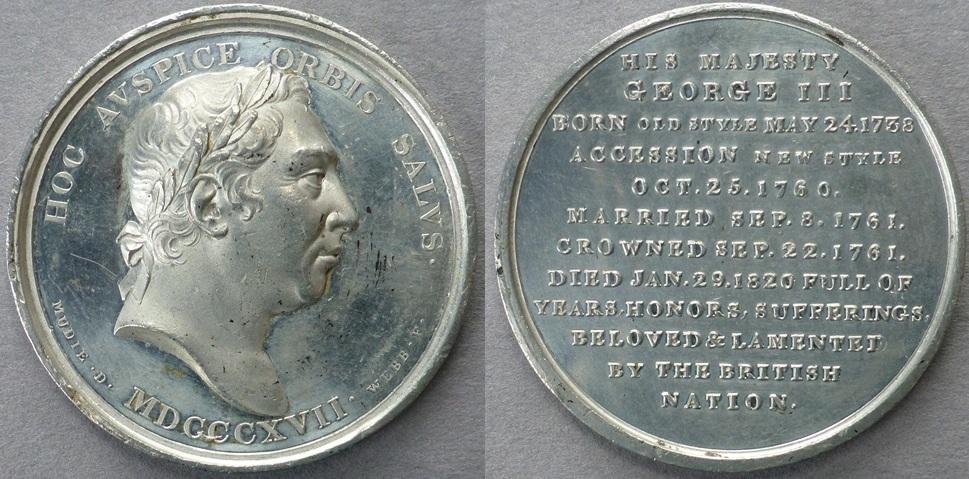 HOC AVSPICE ORBIS SALVS.
MUDIE.D.
WEBB.F.
MDCCCXVII.
HIS MAJESTY
GEORGE III
BORN OLD STYLE MAY 24.1738
ACCESSION NEW STYLE
OCT.25.1760.
MARRIED SEP.8.1761.
CROWNED SEP.22.1761.
DIED JAN.29.1820 FULL OF
YEARS.HONORS, SUFFERINGS.
BELOVED & LAMENTED
BY THE BRITISH
NATION.